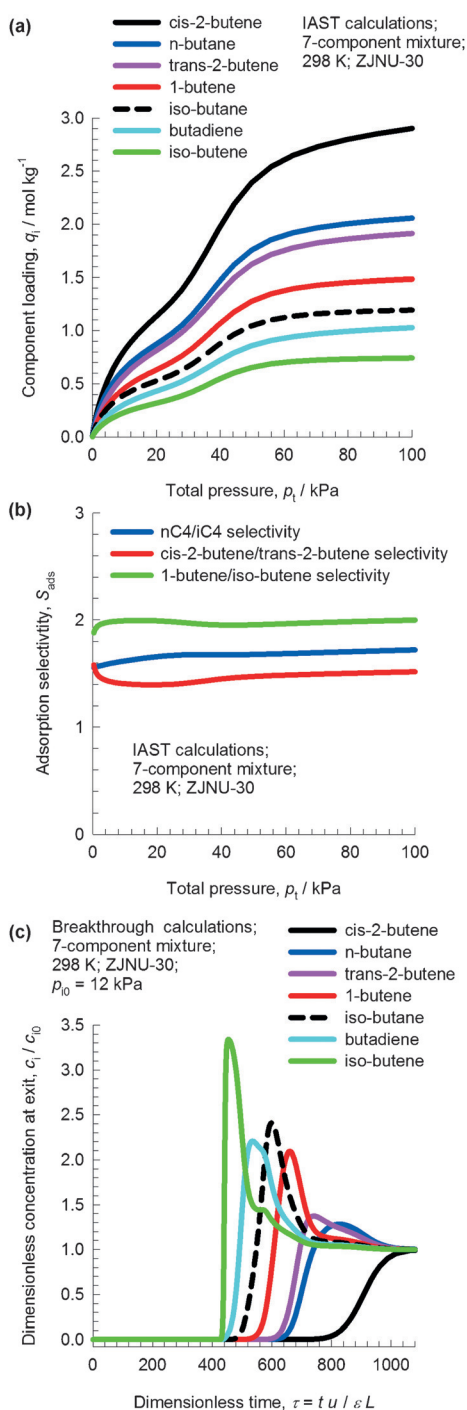 (a)
cis-2-butene
n-butane
trans-2-butene
1-butene
iso-butane
butadiene
iso-butene
IAST calculations;
7-component mixture;
298 K; ZJNU-30
Component loading, qi / mol kg-1
3.0
2.5
2.0
1.5
1.0
0.5
0.0
0 20 40 60 80 100
Total pressure, pt / kPa
(b)
nC4/iC4 selectivity
cis-2-butene/trans-2-butene selectivity
1-butene/iso-butene selectivity
Adsorption selectivtity, Sads
3
2
1
0
IAST calculations;
7-component mixture;
298 K; ZJNU-30
0 20 40 60 80 100
Total pressure, pt / kPa
(c)
Breakthrough calculations;
7-component mixture;
298 K; ZJNU-30;
pi0 = 12 kPa
cis-2-butene
n-butane
trans-2-butene
1-butene
iso-butane
butadiene
iso-butene
Dimensionless concentration at exit, ci / ci0
3.5
3.0
2.5
2.0
1.5
1.0
0.5
0.0
0 200 400 600 800 1000
Dimensionless time, τ = t u / ε L